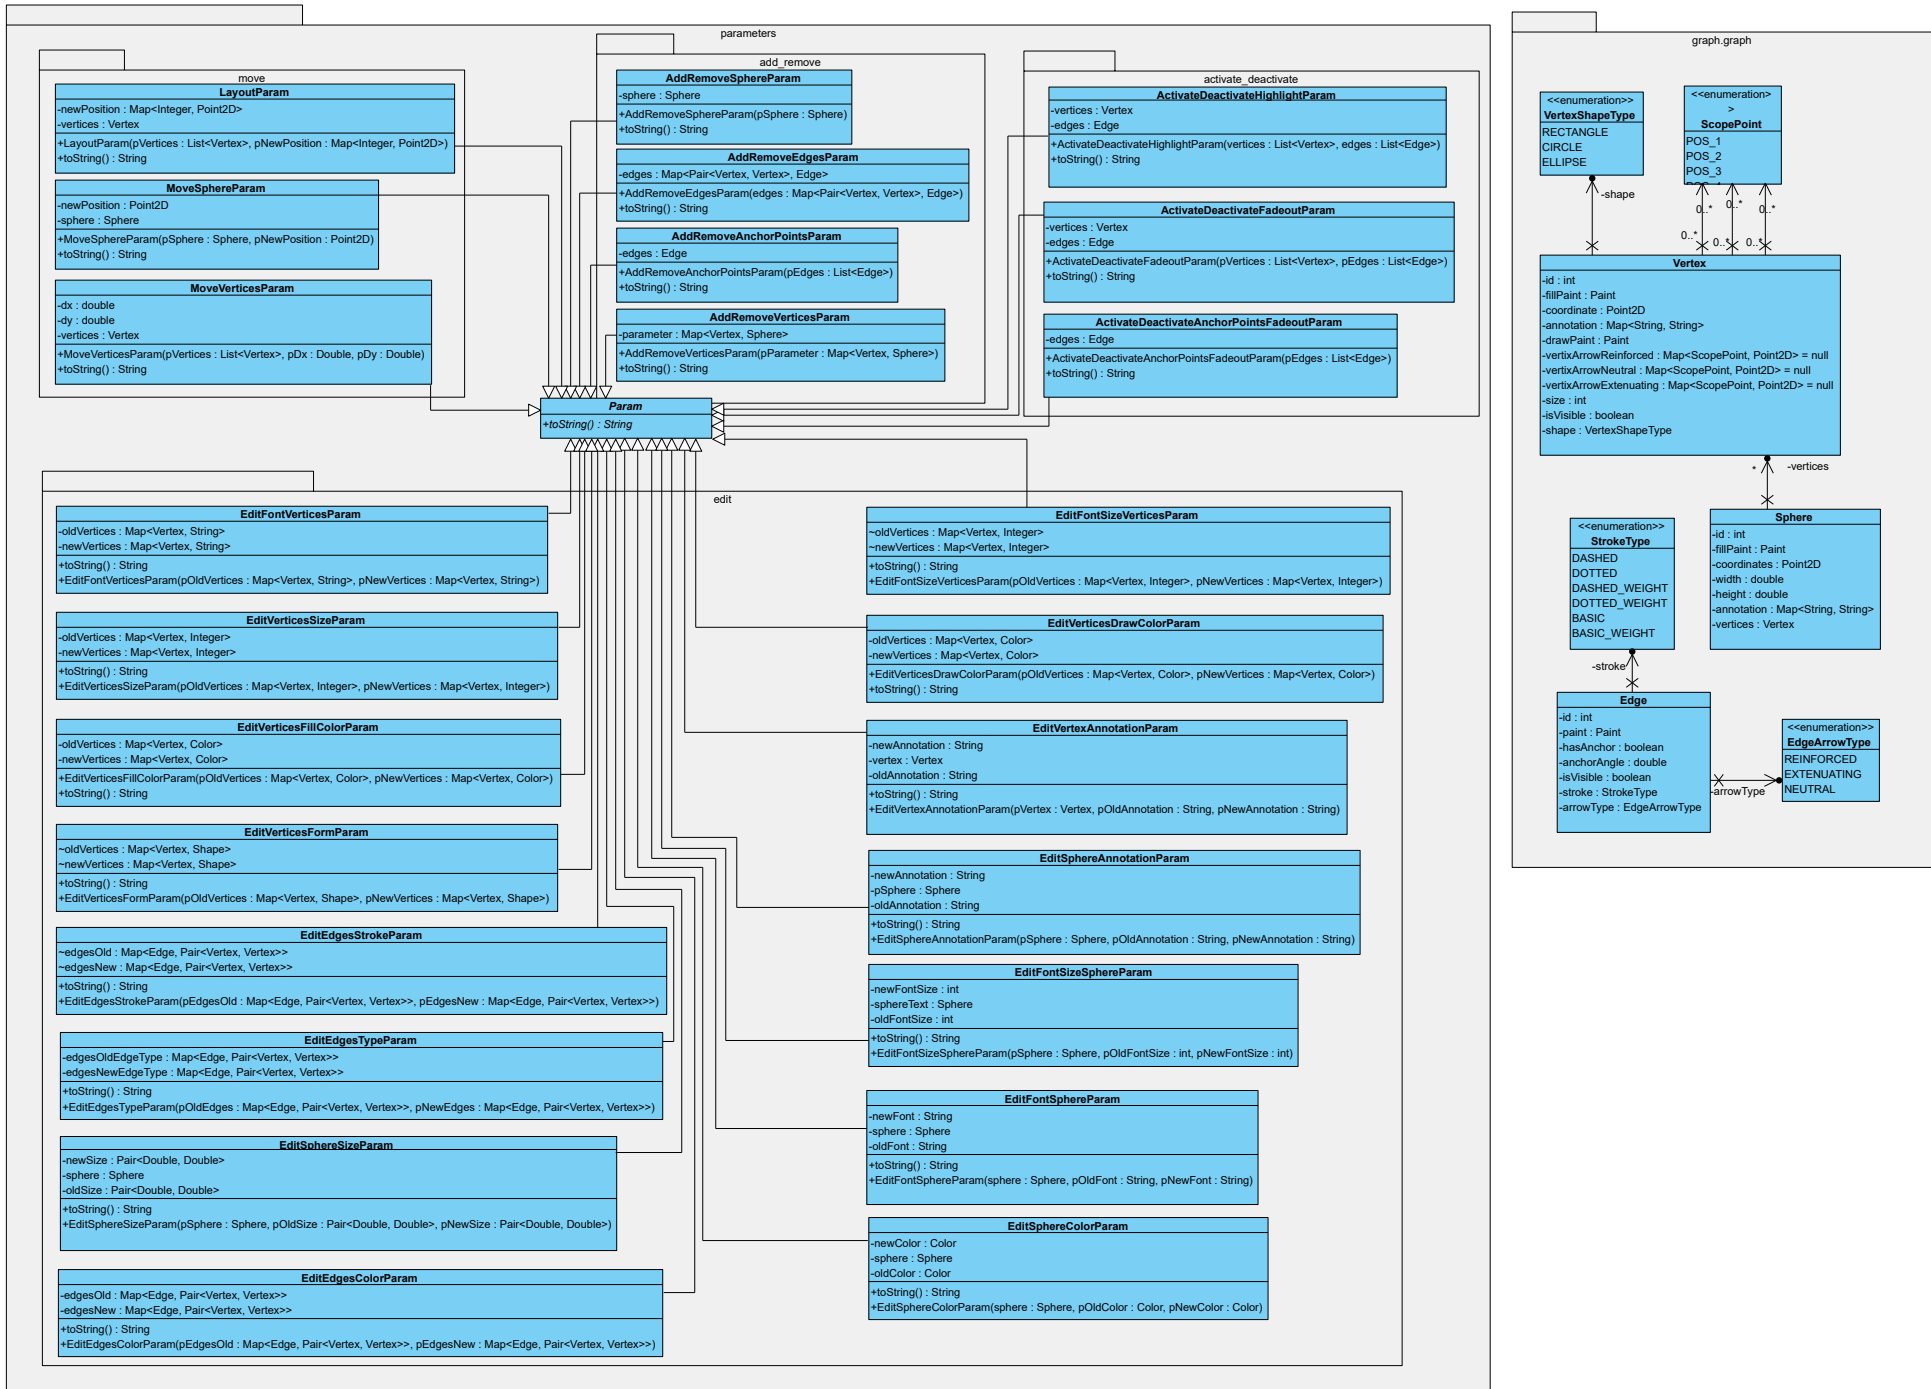 parameters
move
LayoutParam
-newPosition : Map<Integer, Point2D>
-vertices : Vertex
+LayoutParam(pVertices : List<Vertex>, pNewPosition : Map<Integer, Point2D>)
+toString() : String
MoveSphereParam
-newPosition : Point2D
-sphere : Sphere
+MoveSphereParam(pSphere : Sphere, pNewPosition : Point2D)
+toString() : String
MoveVerticesParam
-dx : double
-dy : double
-vertices : Vertex
+MoveVerticesParam(pVertices : List<Vertex>, pDx : Double, pDy : Double)
+toString() : String
add_remove
AddRemoveSphereParam
-sphere : Sphere
+AddRemoveSphereParam(pSphere : Sphere)
+toString() : String
AddRemoveEdgesParam
-edges : Map<Pair<Vertex, Vertex>, Edge>
+AddRemoveEdgesParam(edges : Map<Pair<Vertex, Vertex>, Edge>)
+toString() : String
AddRemoveAnchorPointsParam
-edges : Edge
+AddRemoveAnchorPointsParam(pEdges : List<Edge>)
+toString() : String
AddRemoveVerticesParam
-parameter : Map<Vertex, Sphere>
+AddRemoveVerticesParam(pParameter : Map<Vertex, Sphere>)
+toString() : String
activate_deactivate
ActivateDeactivateHighlightParam
-vertices : Vertex
-edges : Edge
+ActivateDeactivateHighlightParam(vertices : List<Vertex>, edges : List<Edge>)
+toString() : String
ActivateDeactivateFadeoutParam
-vertices : Vertex
-edges : Edge
+ActivateDeactivateFadeoutParam(pVertices : List<Vertex>, pEdges : List<Edge>)
+toString() : String
ActivateDeactivateAnchorPointsFadeoutParam
-edges : Edge
+ActivateDeactivateAnchorPointsFadeoutParam(pEdges : List<Edge>)
+toString() : String
Param
+toString() : String
edit
EditFontVerticesParam
-oldVertices : Map<Vertex, String>
-newVertices : Map<Vertex, String>
+toString() : String
+EditFontVerticesParam(pOldVertices : Map<Vertex, String>, pNewVertices : Map<Vertex, String>)
EditVerticesSizeParam
-oldVertices : Map<Vertex, Integer>
-newVertices : Map<Vertex, Integer>
+toString() : String
+EditVerticesSizeParam(pOldVertices : Map<Vertex, Integer>, pNewVertices : Map<Vertex, Integer>)
EditVerticesFillColorParam
-oldVertices : Map<Vertex, Color>
-newVertices : Map<Vertex, Color>
+EditVerticesFillColorParam(pOldVertices : Map<Vertex, Color>, pNewVertices : Map<Vertex, Color>)
+toString() : String
EditVerticesFormParam
~oldVertices : Map<Vertex, Shape>
~newVertices : Map<Vertex, Shape>
+toString() : String
+EditVerticesFormParam(pOldVertices : Map<Vertex, Shape>, pNewVertices : Map<Vertex, Shape>)
EditEdgesStrokeParam
~edgesOld : Map<Edge, Pair<Vertex, Vertex>>
~edgesNew : Map<Edge, Pair<Vertex, Vertex>>
+toString() : String
+EditEdgesStrokeParam(pEdgesOld : Map<Edge, Pair<Vertex, Vertex>>, pEdgesNew : Map<Edge, Pair<Vertex, Vertex>>)
EditEdgesTypeParam
-edgesOldEdgeType : Map<Edge, Pair<Vertex, Vertex>>
-edgesNewEdgeType : Map<Edge, Pair<Vertex, Vertex>>
+toString() : String
+EditEdgesTypeParam(pOldEdges : Map<Edge, Pair<Vertex, Vertex>>, pNewEdges : Map<Edge, Pair<Vertex, Vertex>>)
EditSphereSizeParam
-newSize : Pair<Double, Double>
-sphere : Sphere
-oldSize : Pair<Double, Double>
+toString() : String
+EditSphereSizeParam(pSphere : Sphere, pOldSize : Pair<Double, Double>, pNewSize : Pair<Double, Double>)
EditEdgesColorParam
-edgesOld : Map<Edge, Pair<Vertex, Vertex>>
-edgesNew : Map<Edge, Pair<Vertex, Vertex>>
+toString() : String
+EditEdgesColorParam(pEdgesOld : Map<Edge, Pair<Vertex, Vertex>>, pEdgesNew : Map<Edge, Pair<Vertex, Vertex>>)
EditFontSizeVerticesParam
~oldVertices : Map<Vertex, Integer>
~newVertices : Map<Vertex, Integer>
+toString() : String
+EditFontSizeVerticesParam(pOldVertices : Map<Vertex, Integer>, pNewVertices : Map<Vertex, Integer>)
EditVerticesDrawColorParam
-oldVertices : Map<Vertex, Color>
-newVertices : Map<Vertex, Color>
+EditVerticesDrawColorParam(pOldVertices : Map<Vertex, Color>, pNewVertices : Map<Vertex, Color>)
+toString() : String
EditVertexAnnotationParam
-newAnnotation : String
-vertex : Vertex
-oldAnnotation : String
+toString() : String
+EditVertexAnnotationParam(pVertex : Vertex, pOldAnnotation : String, pNewAnnotation : String)
EditSphereAnnotationParam
-newAnnotation : String
-pSphere : Sphere
-oldAnnotation : String
+toString() : String
+EditSphereAnnotationParam(pSphere : Sphere, pOldAnnotation : String, pNewAnnotation : String)
EditFontSizeSphereParam
-newFontSize : int
-sphereText : Sphere
-oldFontSize : int
+toString() : String
+EditFontSizeSphereParam(pSphere : Sphere, pOldFontSize : int, pNewFontSize : int)
EditFontSphereParam
-newFont : String
-sphere : Sphere
-oldFont : String
+toString() : String
+EditFontSphereParam(sphere : Sphere, pOldFont : String, pNewFont : String)
EditSphereColorParam
-newColor : Color
-sphere : Sphere
-oldColor : Color
+toString() : String
+EditSphereColorParam(sphere : Sphere, pOldColor : Color, pNewColor : Color)
graph.graph
<<enumeration>>
VertexShapeType
RECTANGLE
CIRCLE
ELLIPSE
<<enumeration>
>
ScopePoint
POS_1
POS_2
POS_3
-shape
0..*
0..*
0..*
0..*
0..*
0..*
Vertex
-id : int
-fillPaint : Paint
-coordinate : Point2D
-annotation : Map<String, String>
-drawPaint : Paint
-vertixArrowReinforced : Map<ScopePoint, Point2D> = null
-vertixArrowNeutral : Map<ScopePoint, Point2D> = null
-vertixArrowExtenuating : Map<ScopePoint, Point2D> = null
-size : int
-isVisible : boolean
-shape : VertexShapeType
*
-vertices
<<enumeration>>
StrokeType
DASHED
DOTTED
DASHED_WEIGHT
DOTTED_WEIGHT
BASIC
BASIC_WEIGHT
Sphere
-id : int
-fillPaint : Paint
-coordinates : Point2D
-width : double
-height : double
-annotation : Map<String, String>
-vertices : Vertex
-stroke
Edge
-id : int
-paint : Paint
-hasAnchor : boolean
-anchorAngle : double
-isVisible : boolean
-stroke : StrokeType
-arrowType : EdgeArrowType
-arrowType
<<enumeration>>
EdgeArrowType
REINFORCED
EXTENUATING
NEUTRAL